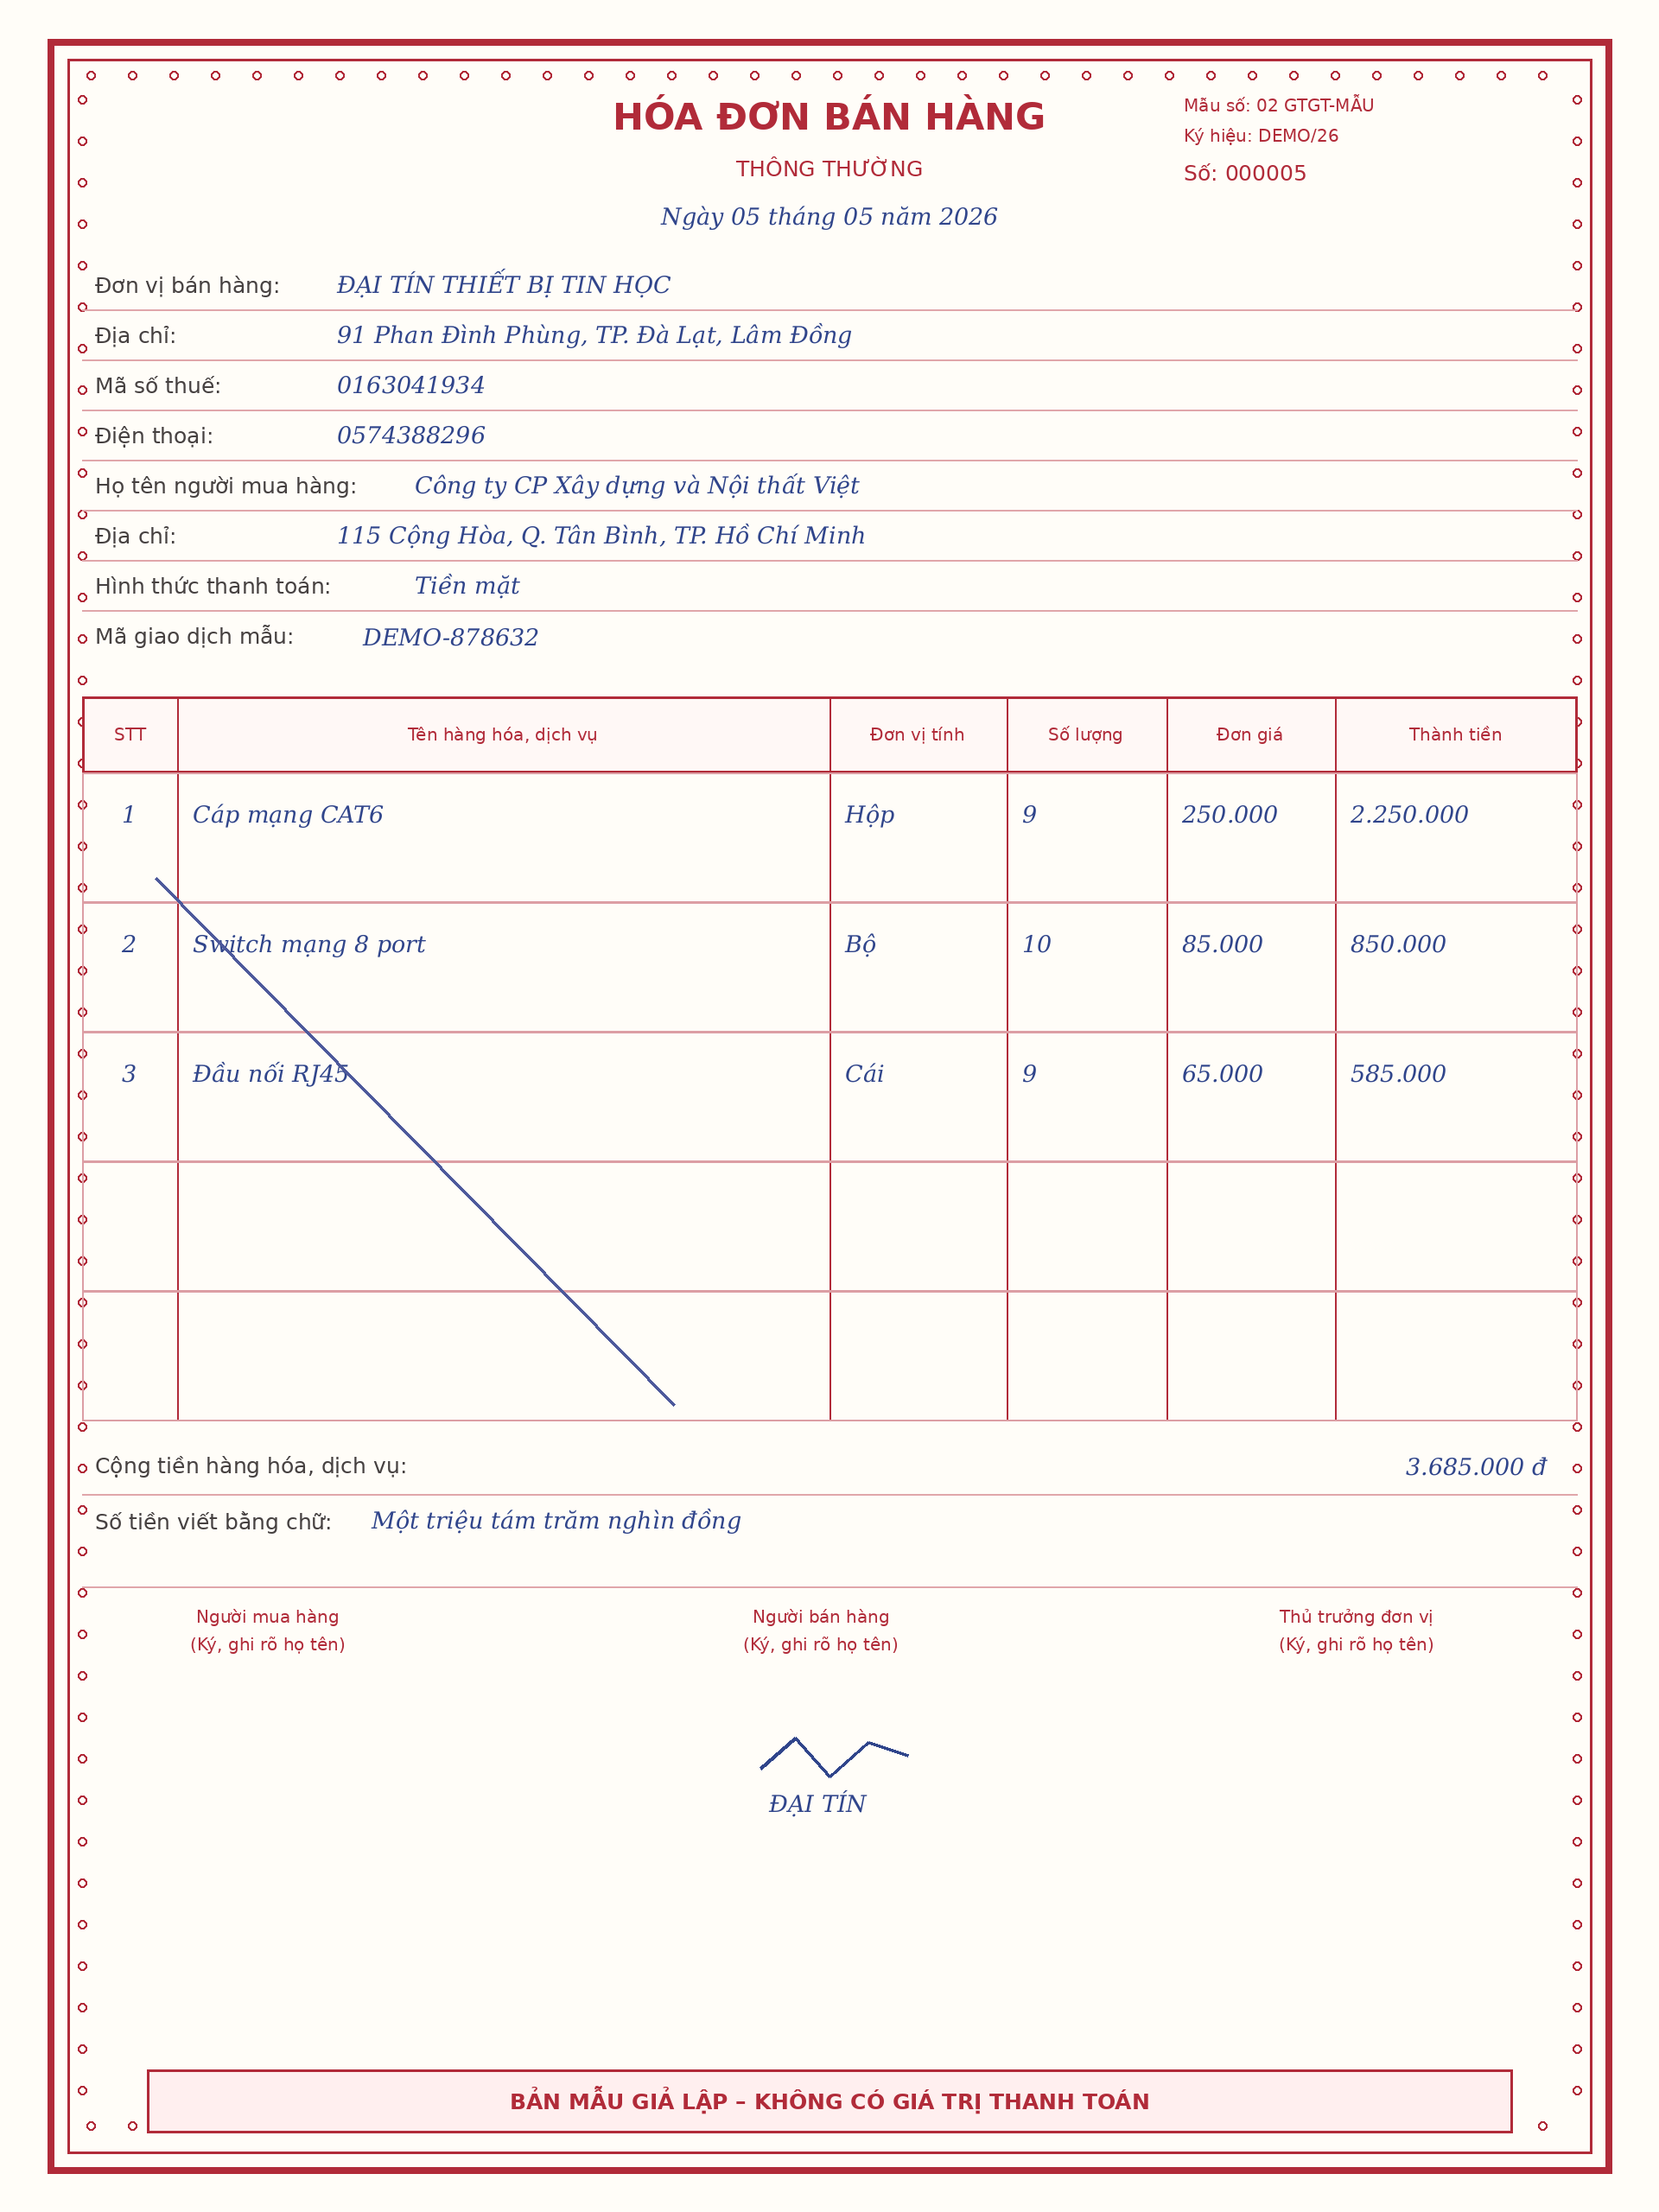 HÓA ĐƠN BÁN HÀNG
THÔNG THƯỜNG
Ngày 05 tháng 05 năm 2026
Mẫu số: 02 GTGT-MẪU
Ký hiệu: DEMO/26
Số: 000005
Đơn vị bán hàng: ĐẠI TÍN THIẾT BỊ TIN HỌC
Địa chỉ: 91 Phan Đình Phùng, TP. Đà Lạt, Lâm Đồng
Mã số thuế: 0163041934
Điện thoại: 0574388296
Họ tên người mua hàng: Công ty CP Xây dựng và Nội thất Việt
Địa chỉ: 115 Cộng Hòa, Q. Tân Bình, TP. Hồ Chí Minh
Hình thức thanh toán: Tiền mặt
Mã giao dịch mẫu: DEMO-878632
STT Tên hàng hóa, dịch vụ Đơn vị tính Số lượng Đơn giá Thành tiền
1 Cáp mạng CAT6 Hộp 9 250.000 2.250.000
2 Switch mạng 8 port Bộ 10 85.000 850.000
3 Đầu nối RJ45 Cái 9 65.000 585.000
Cộng tiền hàng hóa, dịch vụ: 3.685.000 đ
Số tiền viết bằng chữ: Một triệu tám trăm nghìn đồng
Người mua hàng Người bán hàng Thủ trưởng đơn vị
(Ký, ghi rõ họ tên) (Ký, ghi rõ họ tên) (Ký, ghi rõ họ tên)
ĐẠI TÍN
BẢN MẪU GIẢ LẬP – KHÔNG CÓ GIÁ TRỊ THANH TOÁN